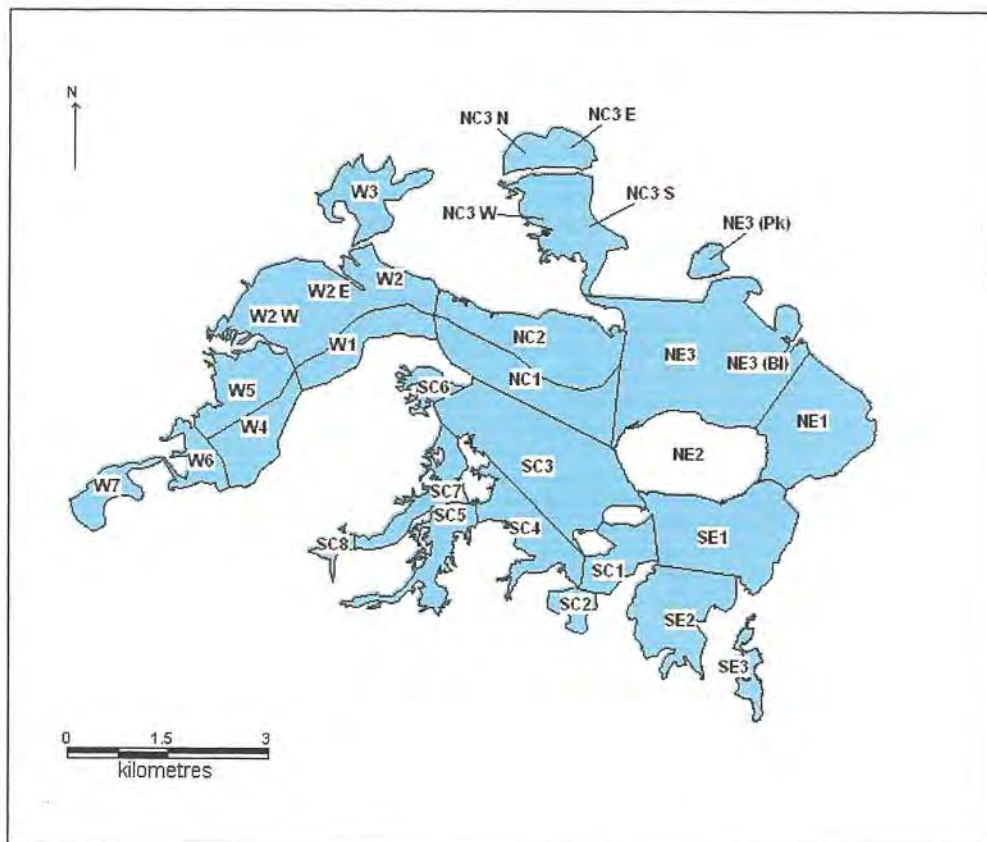 N
NC3 N
NC3 E
W3
NC3 W
NC3 S
NE3 (Pk)
W2
W2 E
W2 W
W1
NC2
NE3
NE3 (Bl)
NC1
SC6
W5
NE1
W4
NE2
W6
SC3
W7
SC7
SC5
SC4
SE1
SC8
SC1
SC2
SE2
SE3
0 1.5 3
kilometres